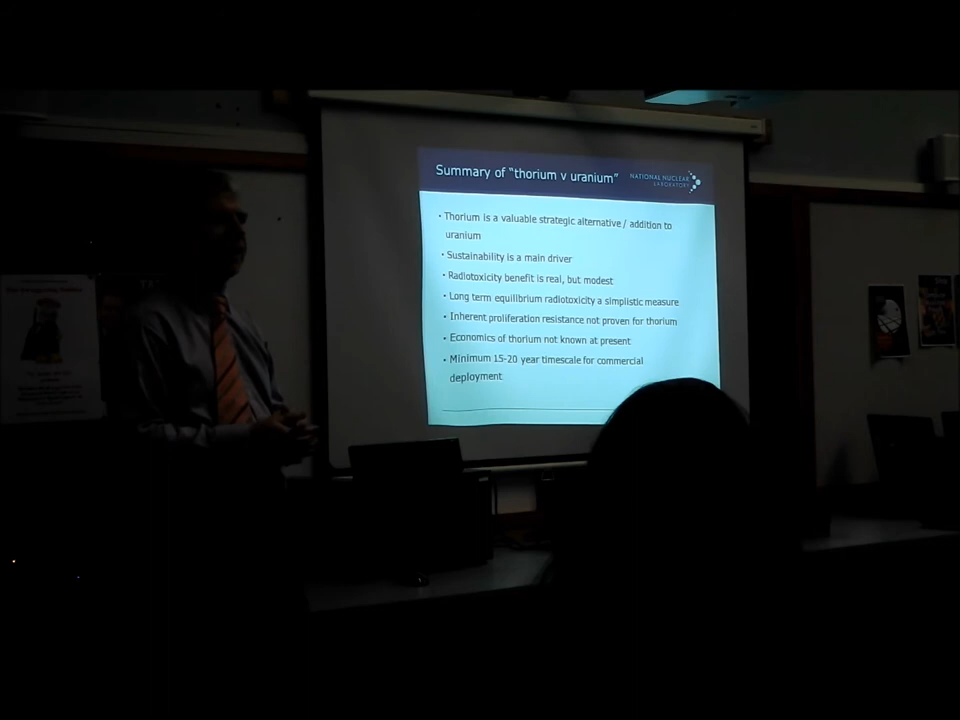 Summary of "thorium v uranium"
NATIONAL NUCLEAR
LABORATORY
• Thorium is a valuable strategic alternative / addition to
uranium
• Sustainability is a main driver
• Radiotoxicity benefit is real, but modest
• Long term equilibrium radiotoxicity a simplistic measure
• Inherent proliferation resistance not proven for thorium
• Economics of thorium not known at present
• Minimum 15-20 year timescale for commercial
deployment